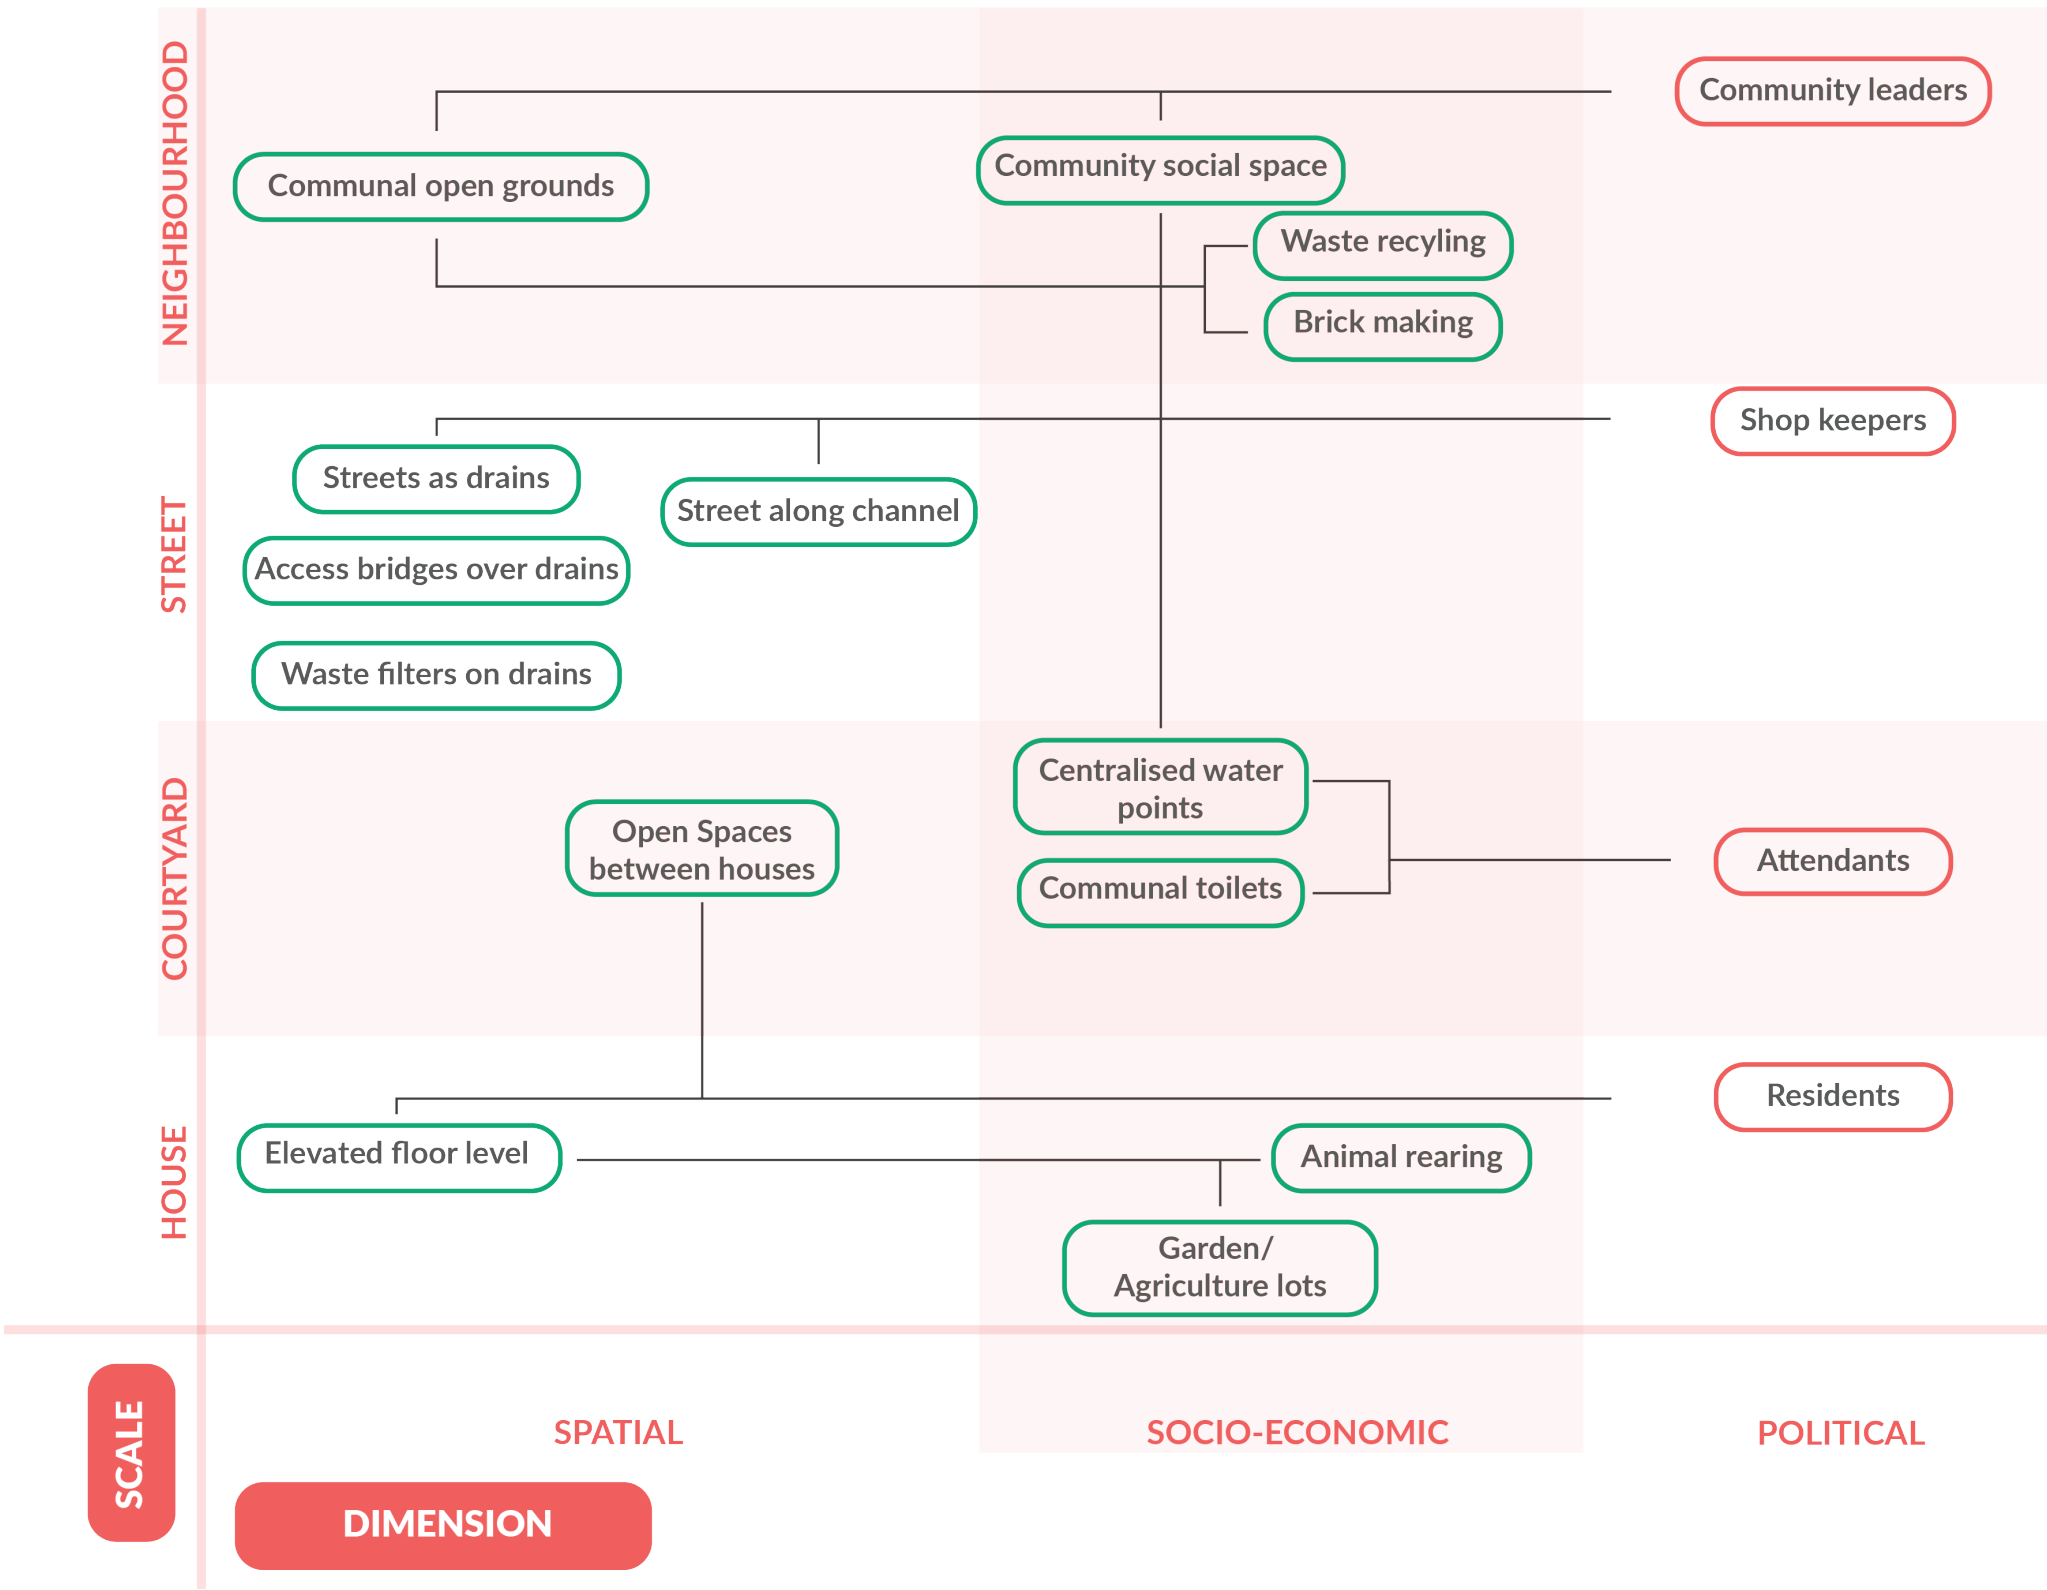 NEIGHBOURHOOD
Community leaders
Communal open grounds
Community social space
Waste recyling
Brick making
STREET
Shop keepers
Streets as drains
Street along channel
Access bridges over drains
Waste filters on drains
COURTYARD
Centralised water
points
Open Spaces
between houses
Communal toilets
Attendants
HOUSE
Residents
Elevated floor level
Animal rearing
Garden/
Agriculture lots
SCALE
SPATIAL
SOCIO-ECONOMIC
POLITICAL
DIMENSION